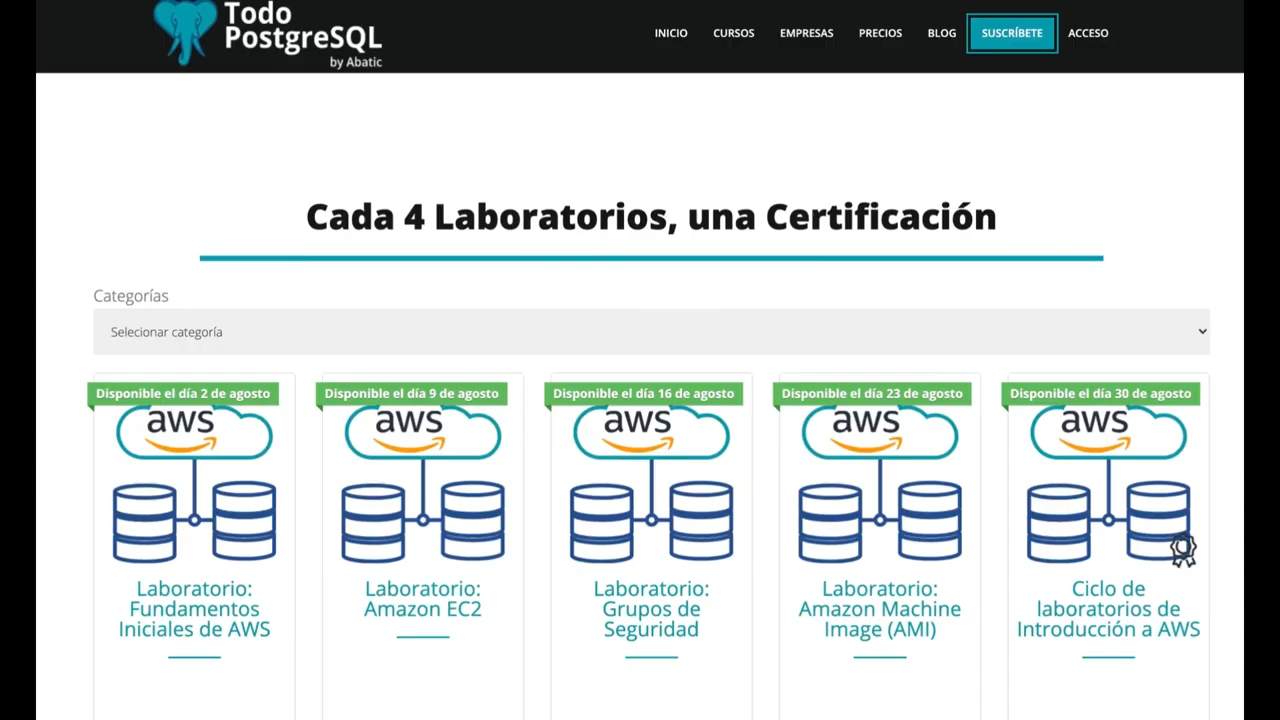 Todo
PostgreSQL
by Abatic
INICIO
CURSOS
EMPRESAS
PRECIOS
BLOG
SUSCRÍBETE
ACCESO
Cada 4 Laboratorios, una Certificación
Categorías
Selecionar categoría
Disponible el día 2 de agosto
aws
Laboratorio:
Fundamentos
Iniciales de AWS
Disponible el día 9 de agosto
aws
Laboratorio:
Amazon EC2
Disponible el día 16 de agosto
aws
Laboratorio:
Grupos de
Seguridad
Disponible el día 23 de agosto
aws
Laboratorio:
Amazon Machine
Image (AMI)
Disponible el día 30 de agosto
aws
Ciclo de
laboratorios de
Introducción a AWS